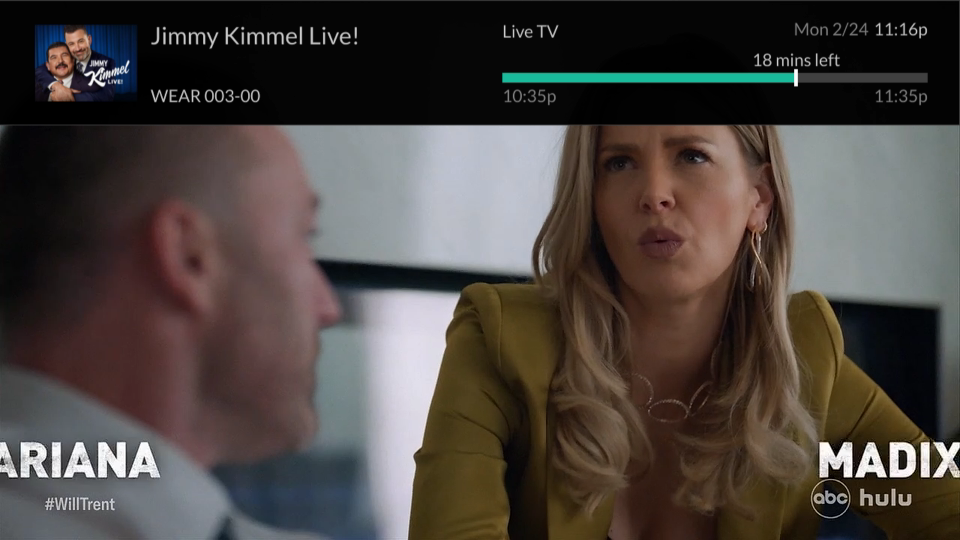 Jimmy Kimmel Live!
JIMMY
Kimmel
LIVE!
WEAR 003-00
Live TV
Mon 2/24 11:16p
18 mins left
10:35p
11:35p
ARIANA
MADIX
#WillTrent
abc hulu